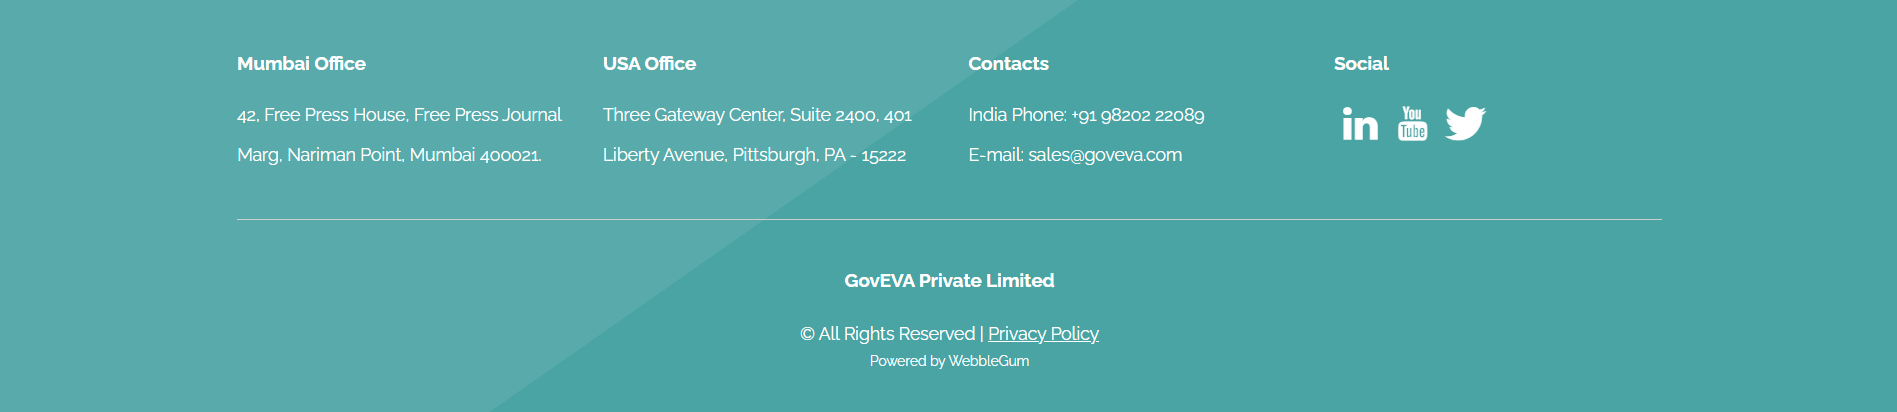 Mumbai Office
42, Free Press House, Free Press Journal
Marg, Nariman Point, Mumbai 400021.
USA Office
Three Gateway Center, Suite 2400, 401
Liberty Avenue, Pittsburgh, PA - 15222
Contacts
India Phone: +91 98202 22089
E-mail: sales@goveva.com
Social
in
You
Tube
GovEVA Private Limited
© All Rights Reserved | Privacy Policy
Powered by WebbleGum